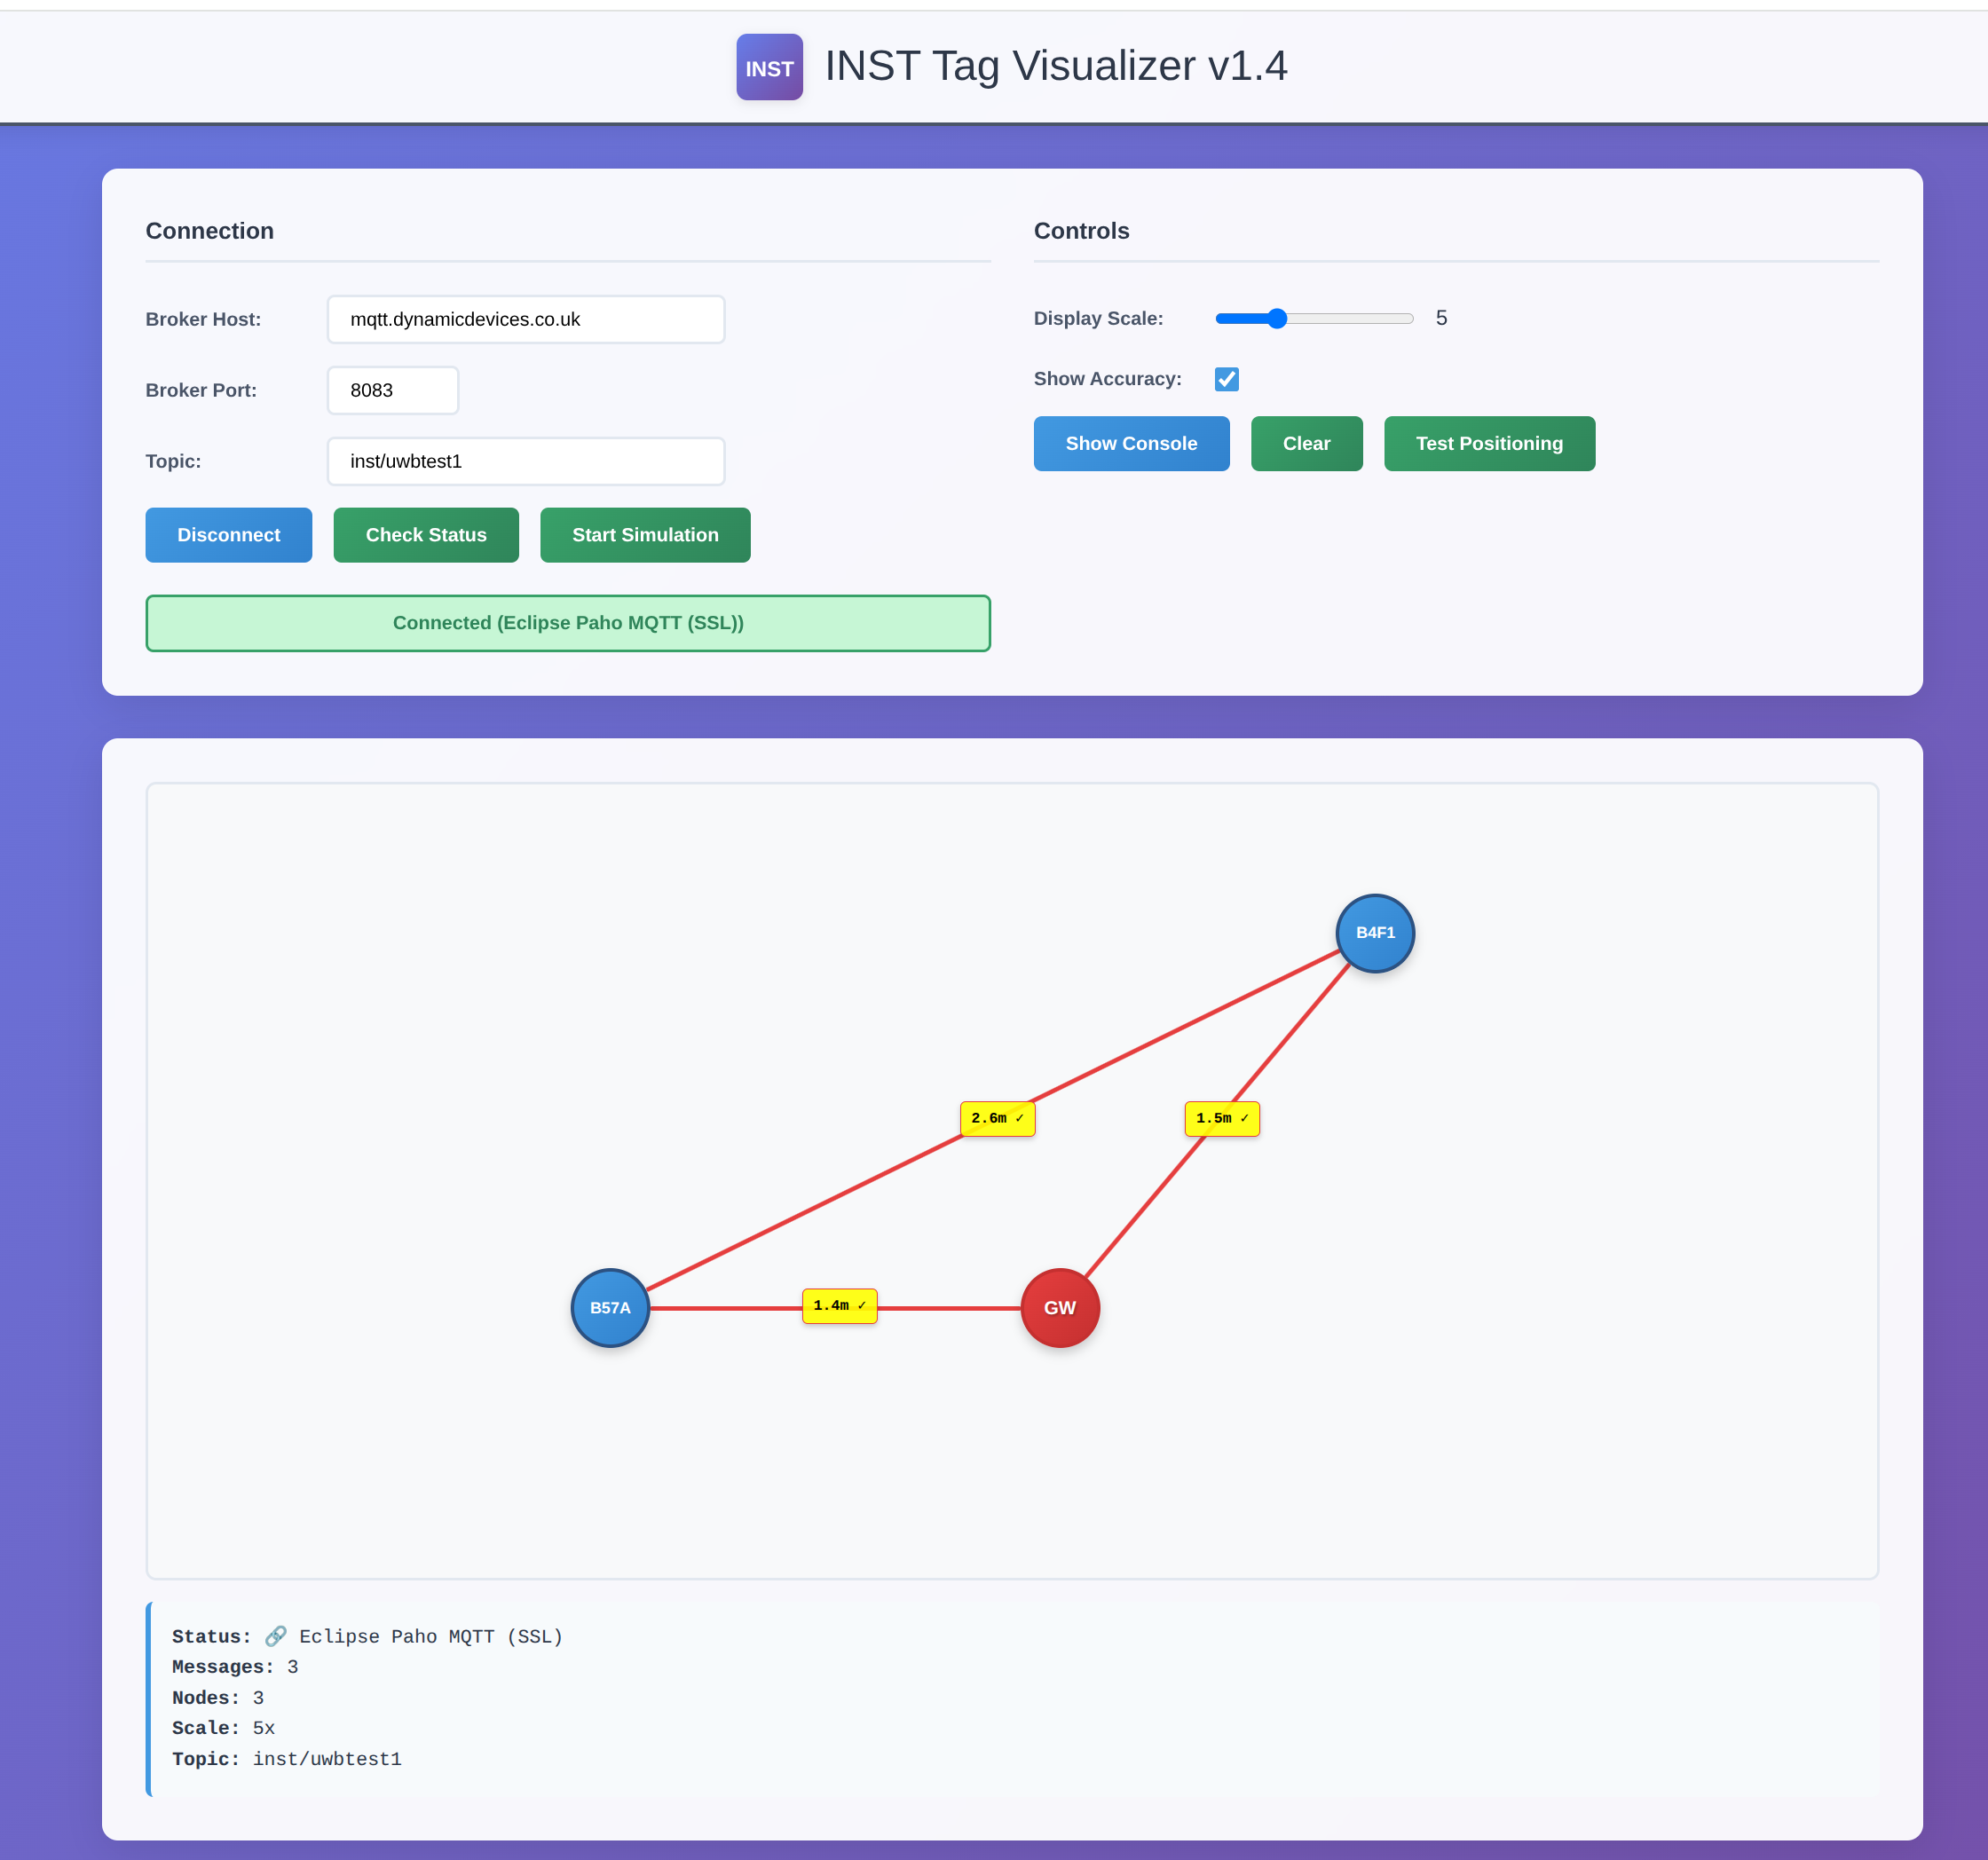 INST
INST Tag Visualizer v1.4
Connection
Broker Host:
mqtt.dynamicdevices.co.uk
Broker Port:
8083
Topic:
inst/uwbtest1
Disconnect
Check Status
Start Simulation
Connected (Eclipse Paho MQTT (SSL))
Controls
Display Scale:
5
Show Accuracy:
Show Console
Clear
Test Positioning
B4F1
2.6m ✓
1.5m ✓
B57A
1.4m ✓
GW
Status: 🔗 Eclipse Paho MQTT (SSL)
Messages: 3
Nodes: 3
Scale: 5x
Topic: inst/uwbtest1